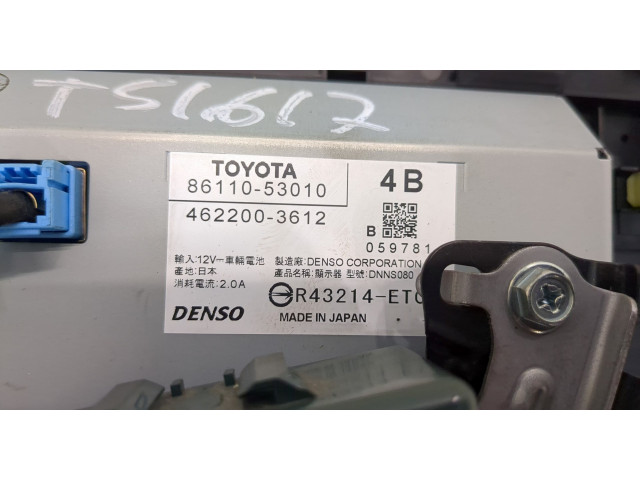 TS1617
TOYOTA
86110-53010
4B
462200-3612
B
059781
輸入:12V一車輛電池 製造廠:DENSO CORPORATION
產地:日本 產品名稱:顯示器 型號:DNNS080
消耗電流:2.0A
R43214-ETC
DENSO
MADE IN JAPAN